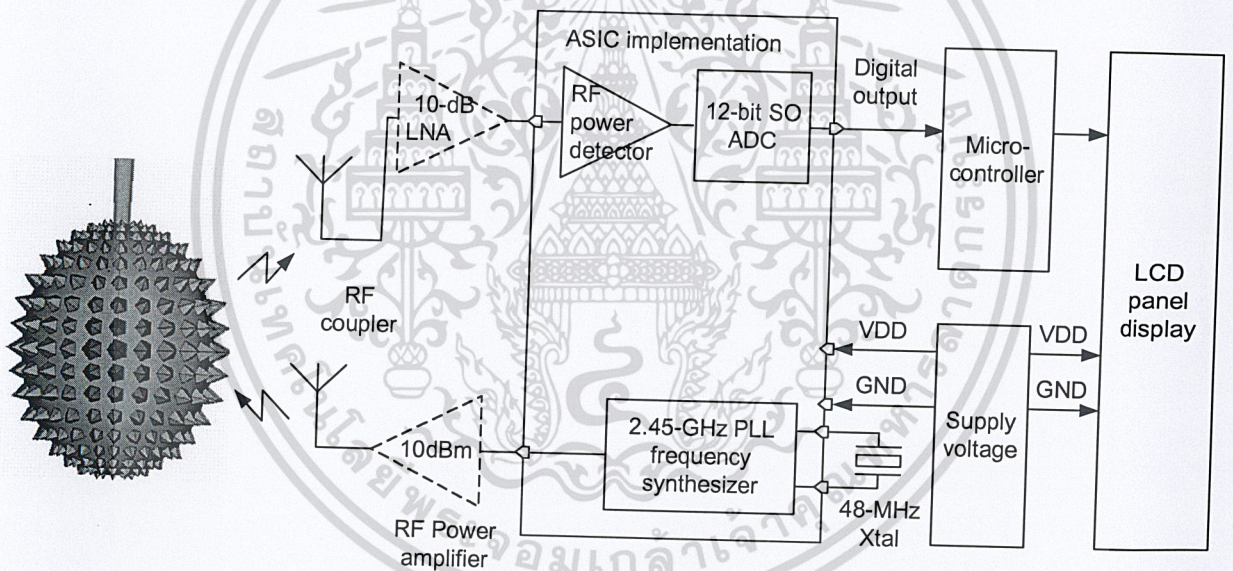 ASIC implementation
10-dB
LNA
RF
power
detector
12-bit SO
ADC
Digital
output
Micro-
controller
LCD
panel
display
RF
coupler
VDD
GND
VDD
GND
Supply
voltage
2.45-GHz PLL
frequency
synthesizer
48-MHz
Xtal
10dBm
RF Power
amplifier